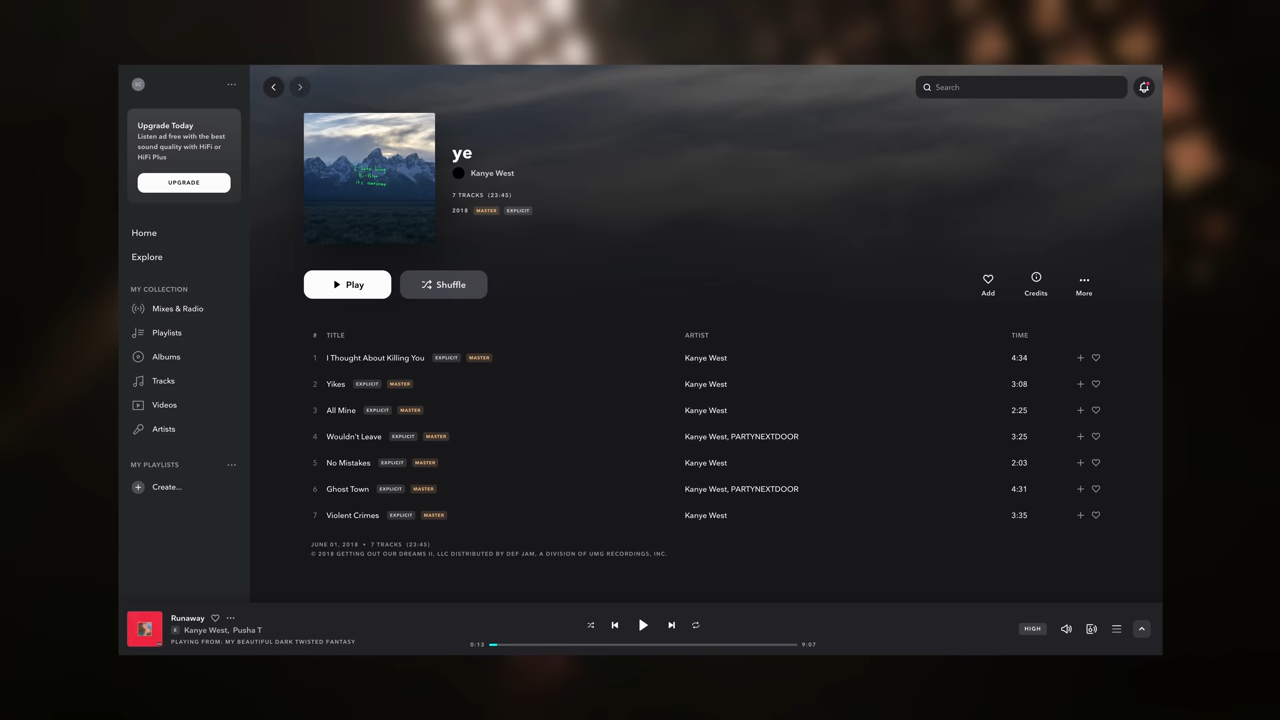 Upgrade Today
Listen ad free with the best
sound quality with HiFi or
HiFi Plus
UPGRADE
Home
Explore
MY COLLECTION
Mixes & Radio
Playlists
Albums
Tracks
Videos
Artists
MY PLAYLISTS
Create...
Search
I hate being
Bi-Polar
its awesome
ye
Kanye West
7 TRACKS (23:45)
2018 MASTER EXPLICIT
Play
Shuffle
Add
Credits
More
# TITLE ARTIST TIME
1 I Thought About Killing You EXPLICIT MASTER Kanye West 4:34
2 Yikes EXPLICIT MASTER Kanye West 3:08
3 All Mine EXPLICIT MASTER Kanye West 2:25
4 Wouldn't Leave EXPLICIT MASTER Kanye West, PARTYNEXTDOOR 3:25
5 No Mistakes EXPLICIT MASTER Kanye West 2:03
6 Ghost Town EXPLICIT MASTER Kanye West, PARTYNEXTDOOR 4:31
7 Violent Crimes EXPLICIT MASTER Kanye West 3:35
JUNE 01, 2018 • 7 TRACKS (23:45)
© 2018 GETTING OUT OUR DREAMS II, LLC DISTRIBUTED BY DEF JAM, A DIVISION OF UMG RECORDINGS, INC.
Runaway
E Kanye West, Pusha T
PLAYING FROM: MY BEAUTIFUL DARK TWISTED FANTASY
0:13
9:07
HIGH